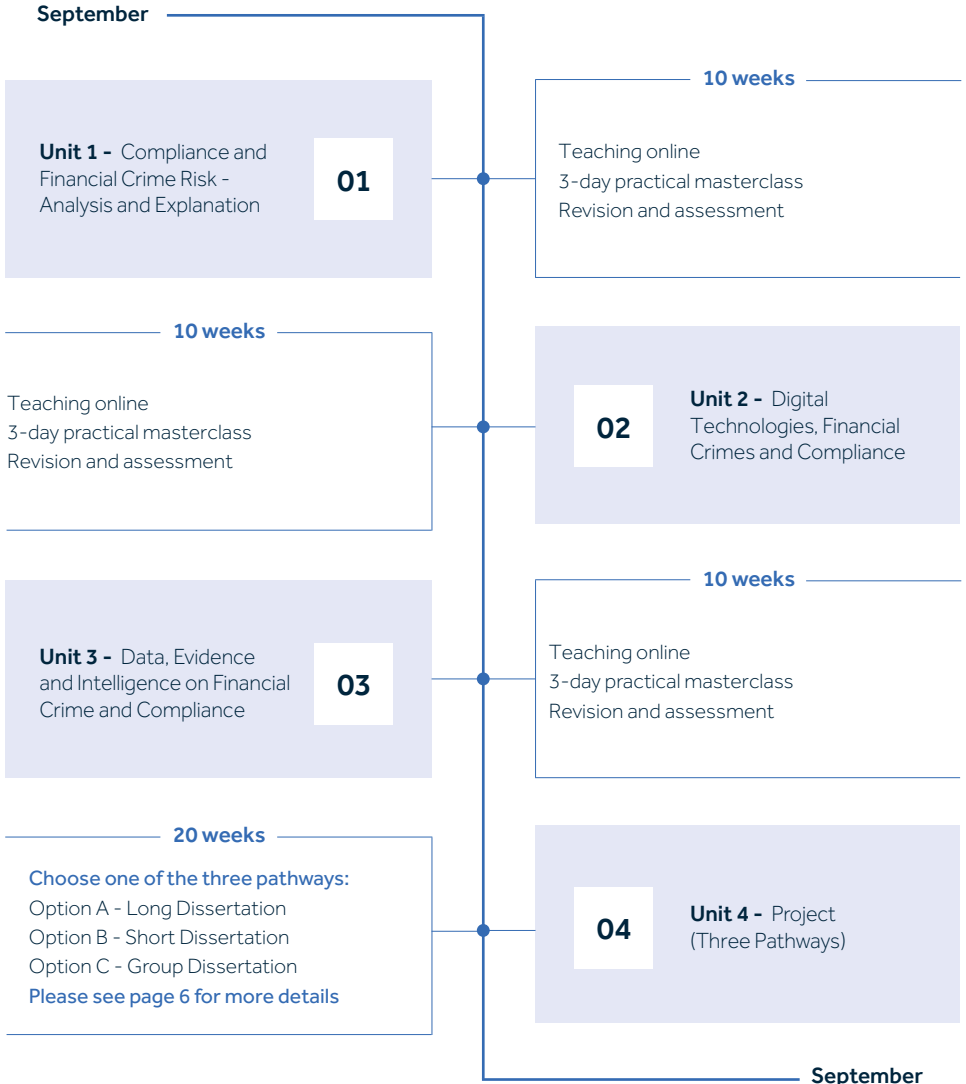 September
Unit 1 - Compliance and
Financial Crime Risk -
Analysis and Explanation
01
10 weeks
Teaching online
3-day practical masterclass
Revision and assessment
10 weeks
Teaching online
3-day practical masterclass
Revision and assessment
02
Unit 2 - Digital
Technologies, Financial
Crimes and Compliance
Unit 3 - Data, Evidence
and Intelligence on Financial
Crime and Compliance
03
10 weeks
Teaching online
3-day practical masterclass
Revision and assessment
20 weeks
Choose one of the three pathways:
Option A - Long Dissertation
Option B - Short Dissertation
Option C - Group Dissertation
Please see page 6 for more details
04
Unit 4 - Project
(Three Pathways)
September